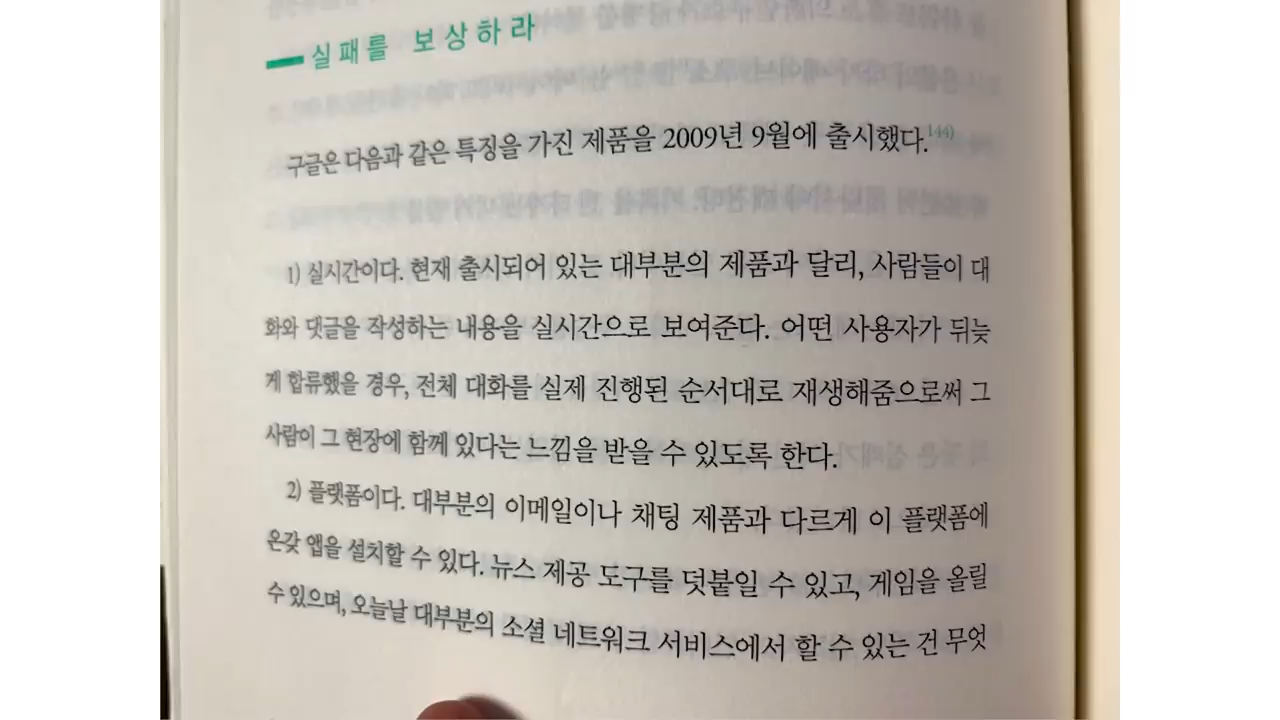 실패를 보상하라
구글은 다음과 같은 특징을 가진 제품을 2009년 9월에 출시했다.144)
1) 실시간이다. 현재 출시되어 있는 대부분의 제품과 달리, 사람들이 대
화와 댓글을 작성하는 내용을 실시간으로 보여준다. 어떤 사용자가 뒤늦
게 합류했을 경우, 전체 대화를 실제 진행된 순서대로 재생해줌으로써 그
사람이 그 현장에 함께 있다는 느낌을 받을 수 있도록 한다.
2) 플랫폼이다. 대부분의 이메일이나 채팅 제품과 다르게 이 플랫폼에
온갖 앱을 설치할 수 있다. 뉴스 제공 도구를 덧붙일 수 있고, 게임을 올릴
수 있으며, 오늘날 대부분의 소셜 네트워크 서비스에서 할 수 있는 건 무엇